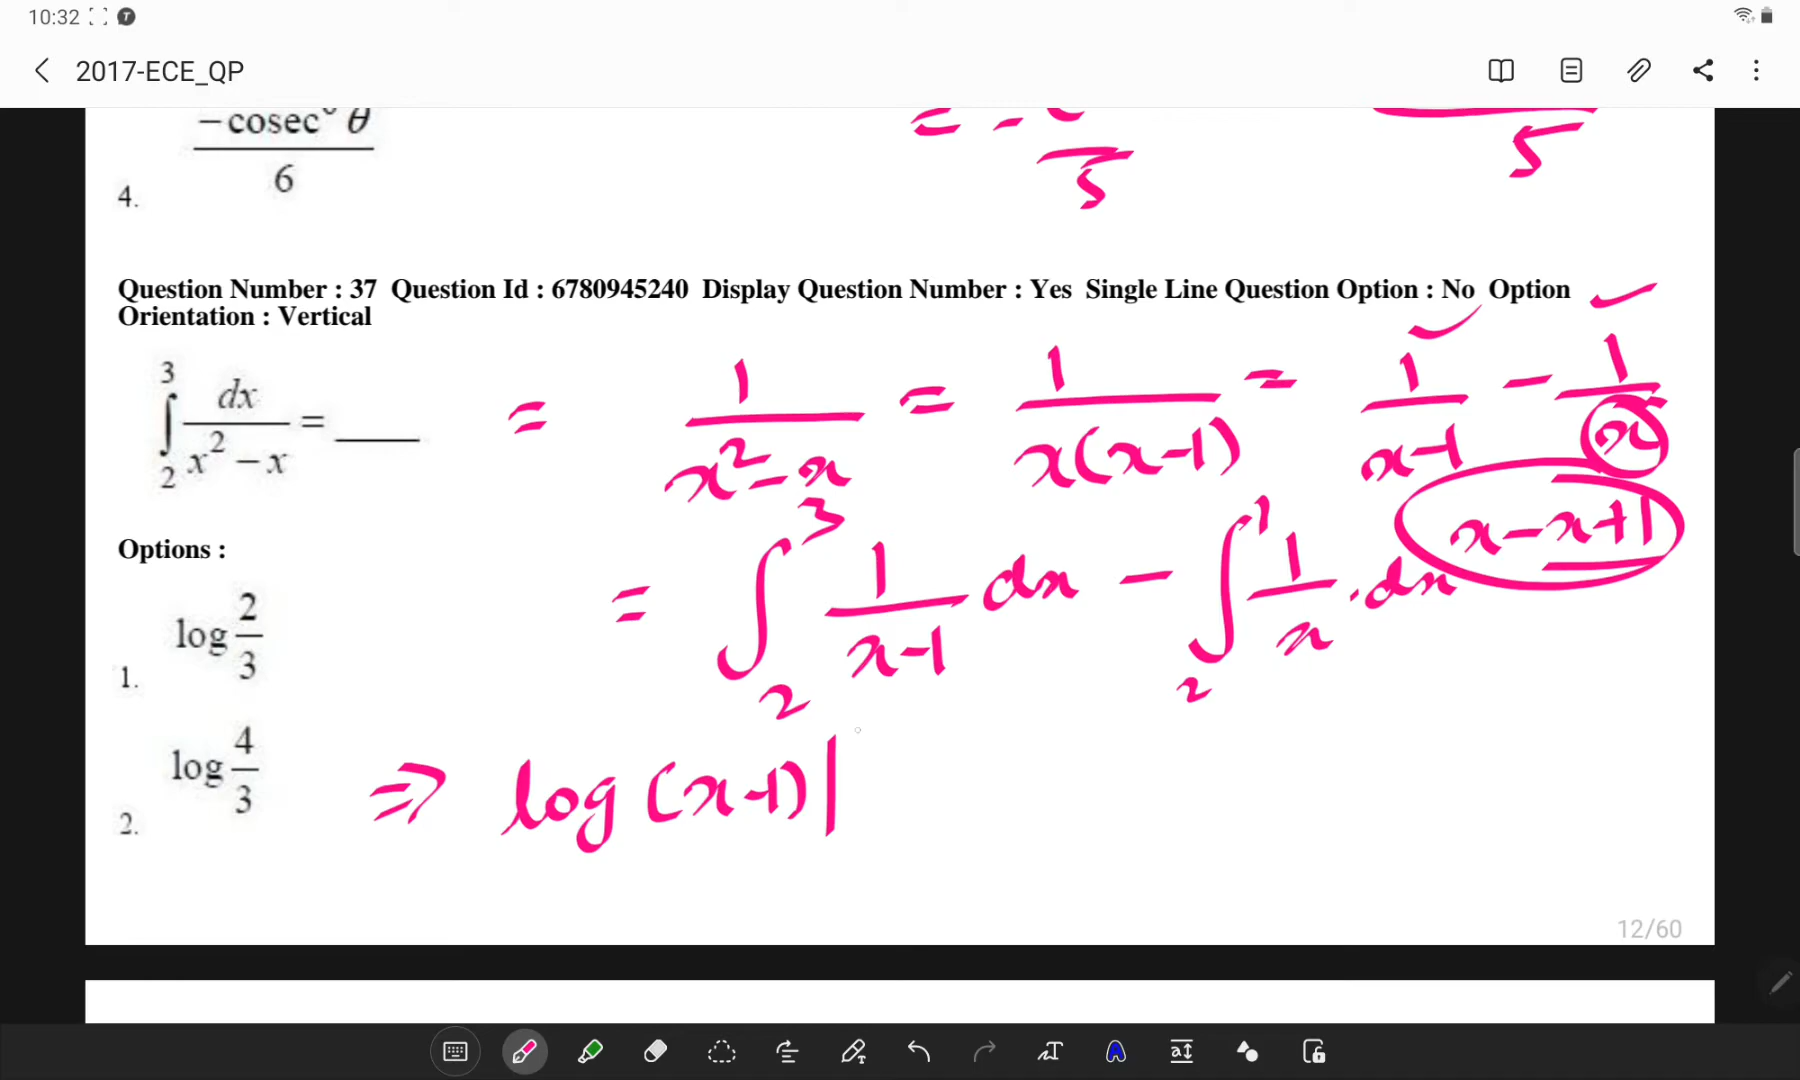 10:32
2017-ECE_QP
-cosec θ
6
4.
= -
5
5
Question Number : 37 Question Id : 6780945240 Display Question Number : Yes Single Line Question Option : No Option
Orientation : Vertical
∫₂³ dx/(x² - x) = ____
= 1/(x² - x) = 1/(x(x-1)) = 1/(x-1) - 1/x
x-x+1
= ∫₂³ 1/(x-1) dx - ∫₂ 1/x . dx
Options :
1. log 2/3
2. log 4/3
⇒ log(x-1)|
12/60